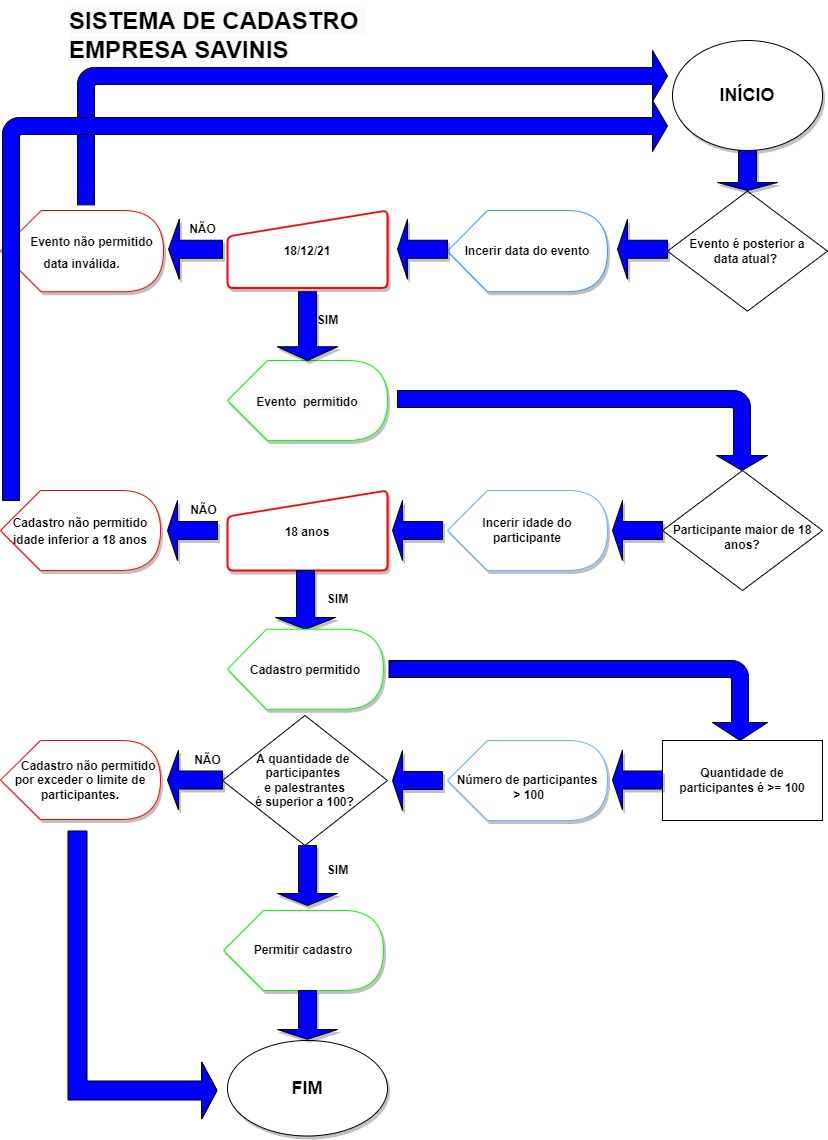 SISTEMA DE CADASTRO
EMPRESA SAVINIS
INÍCIO
Evento é posterior a
data atual?
Incerir data do evento
18/12/21
NÃO
Evento não permitido
data inválida.
SIM
Evento permitido
Participante maior de 18
anos?
Incerir idade do
participante
18 anos
NÃO
Cadastro não permitido
idade inferior a 18 anos
SIM
Cadastro permitido
Quantidade de
participantes é >= 100
Número de participantes
> 100
A quantidade de
participantes
e palestrantes
é superior a 100?
NÃO
Cadastro não permitido
por exceder o limite de
participantes.
SIM
Permitir cadastro
FIM